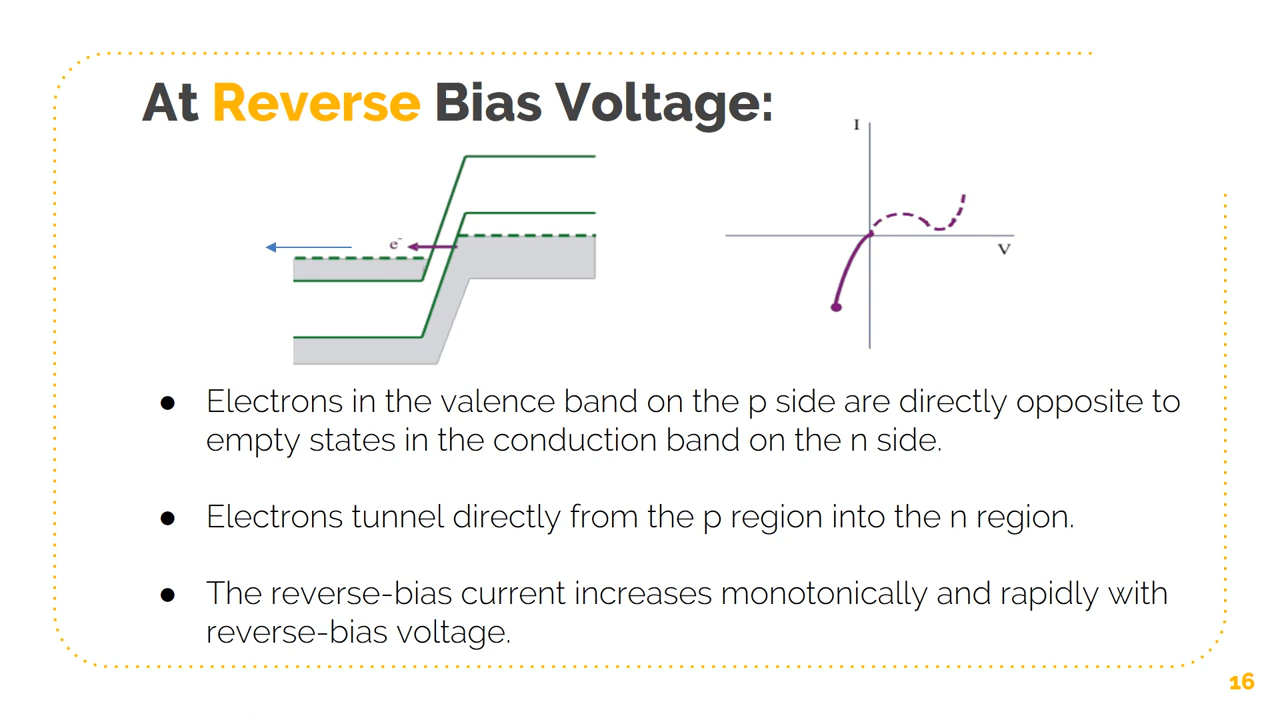 At Reverse Bias Voltage:
I
e-
V
● Electrons in the valence band on the p side are directly opposite to
empty states in the conduction band on the n side.
● Electrons tunnel directly from the p region into the n region.
● The reverse-bias current increases monotonically and rapidly with
reverse-bias voltage.
16